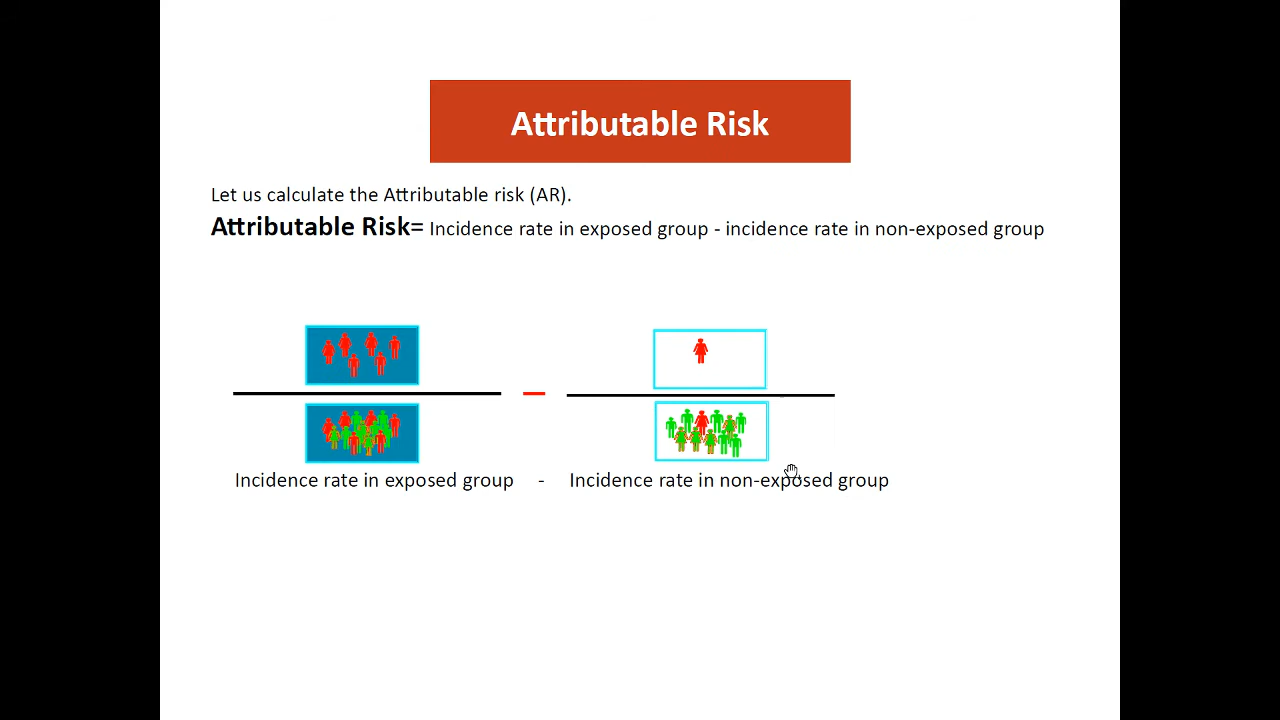 Attributable Risk
Let us calculate the Attributable risk (AR).
Attributable Risk= Incidence rate in exposed group - incidence rate in non-exposed group
Incidence rate in exposed group - Incidence rate in non-exposed group